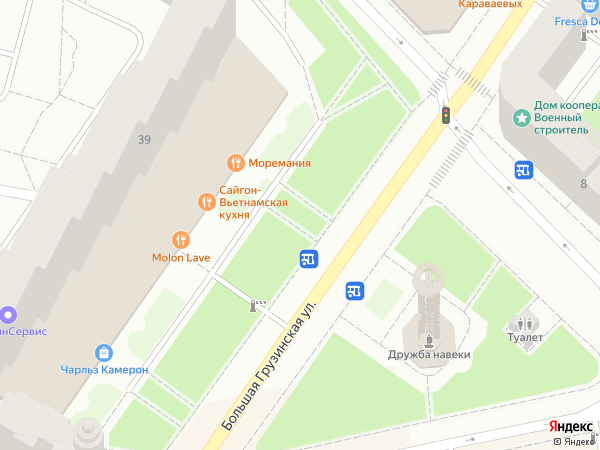 Караваевых
Fresca De
Дом коопера
Военный
строитель
39
8
Моремания
Сайгон-
Вьетнамская
кухня
Molon Lave
нСервис
Чарльз Камерон
Большая Грузинская ул.
Туалет
Дружба навеки
Яндекс
© Яндекс